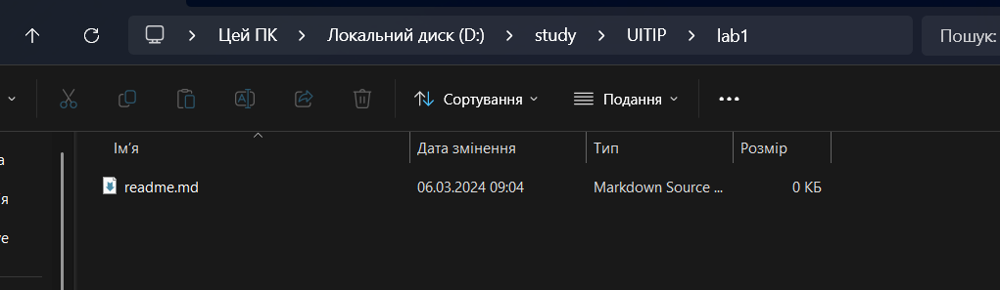 Цей ПК Локальний диск (D:) study UITIP lab1 Пошук:
Сортування Подання
Ім'я Дата змінення Тип Розмір
readme.md 06.03.2024 09:04 Markdown Source ... 0 КБ